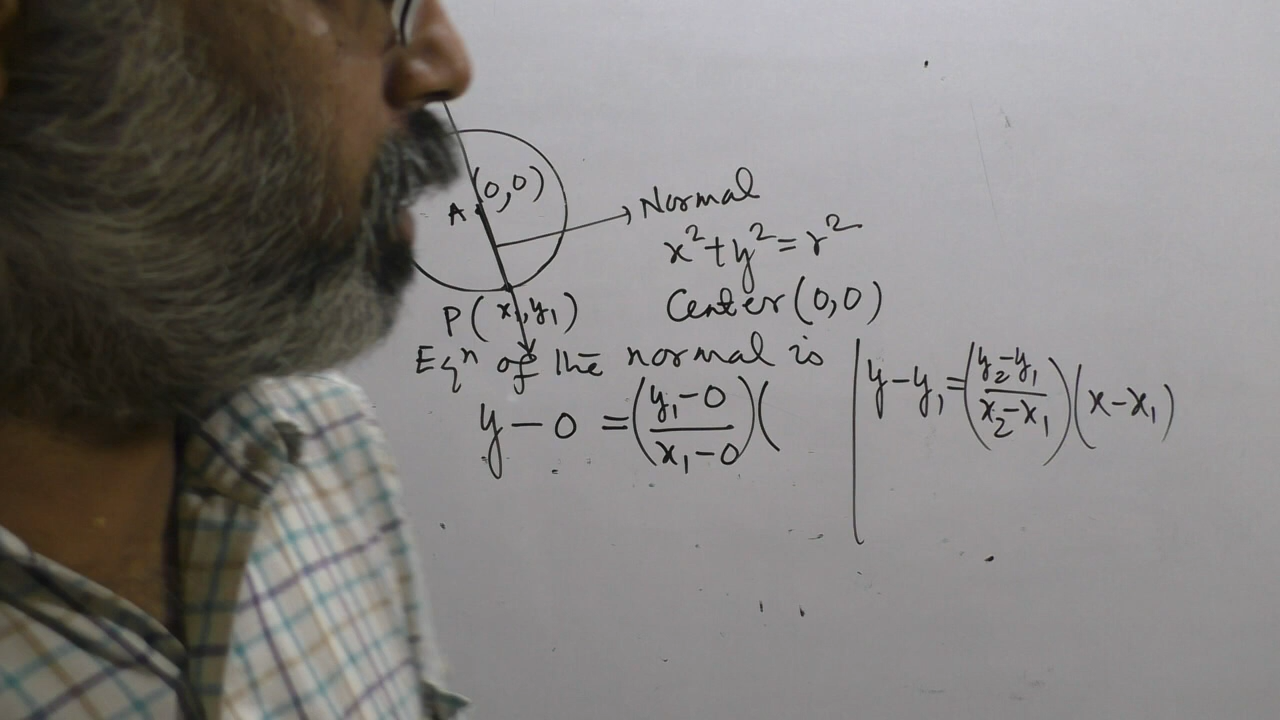 (0,0)
A
Normal
x²+y²=r²
Center (0,0)
P(x₁,y₁)
Eqⁿ of the normal is
y-0 = (y₁-0/x₁-0)(
y-y₁=(y₂-y₁/x₂-x₁)(x-x₁)